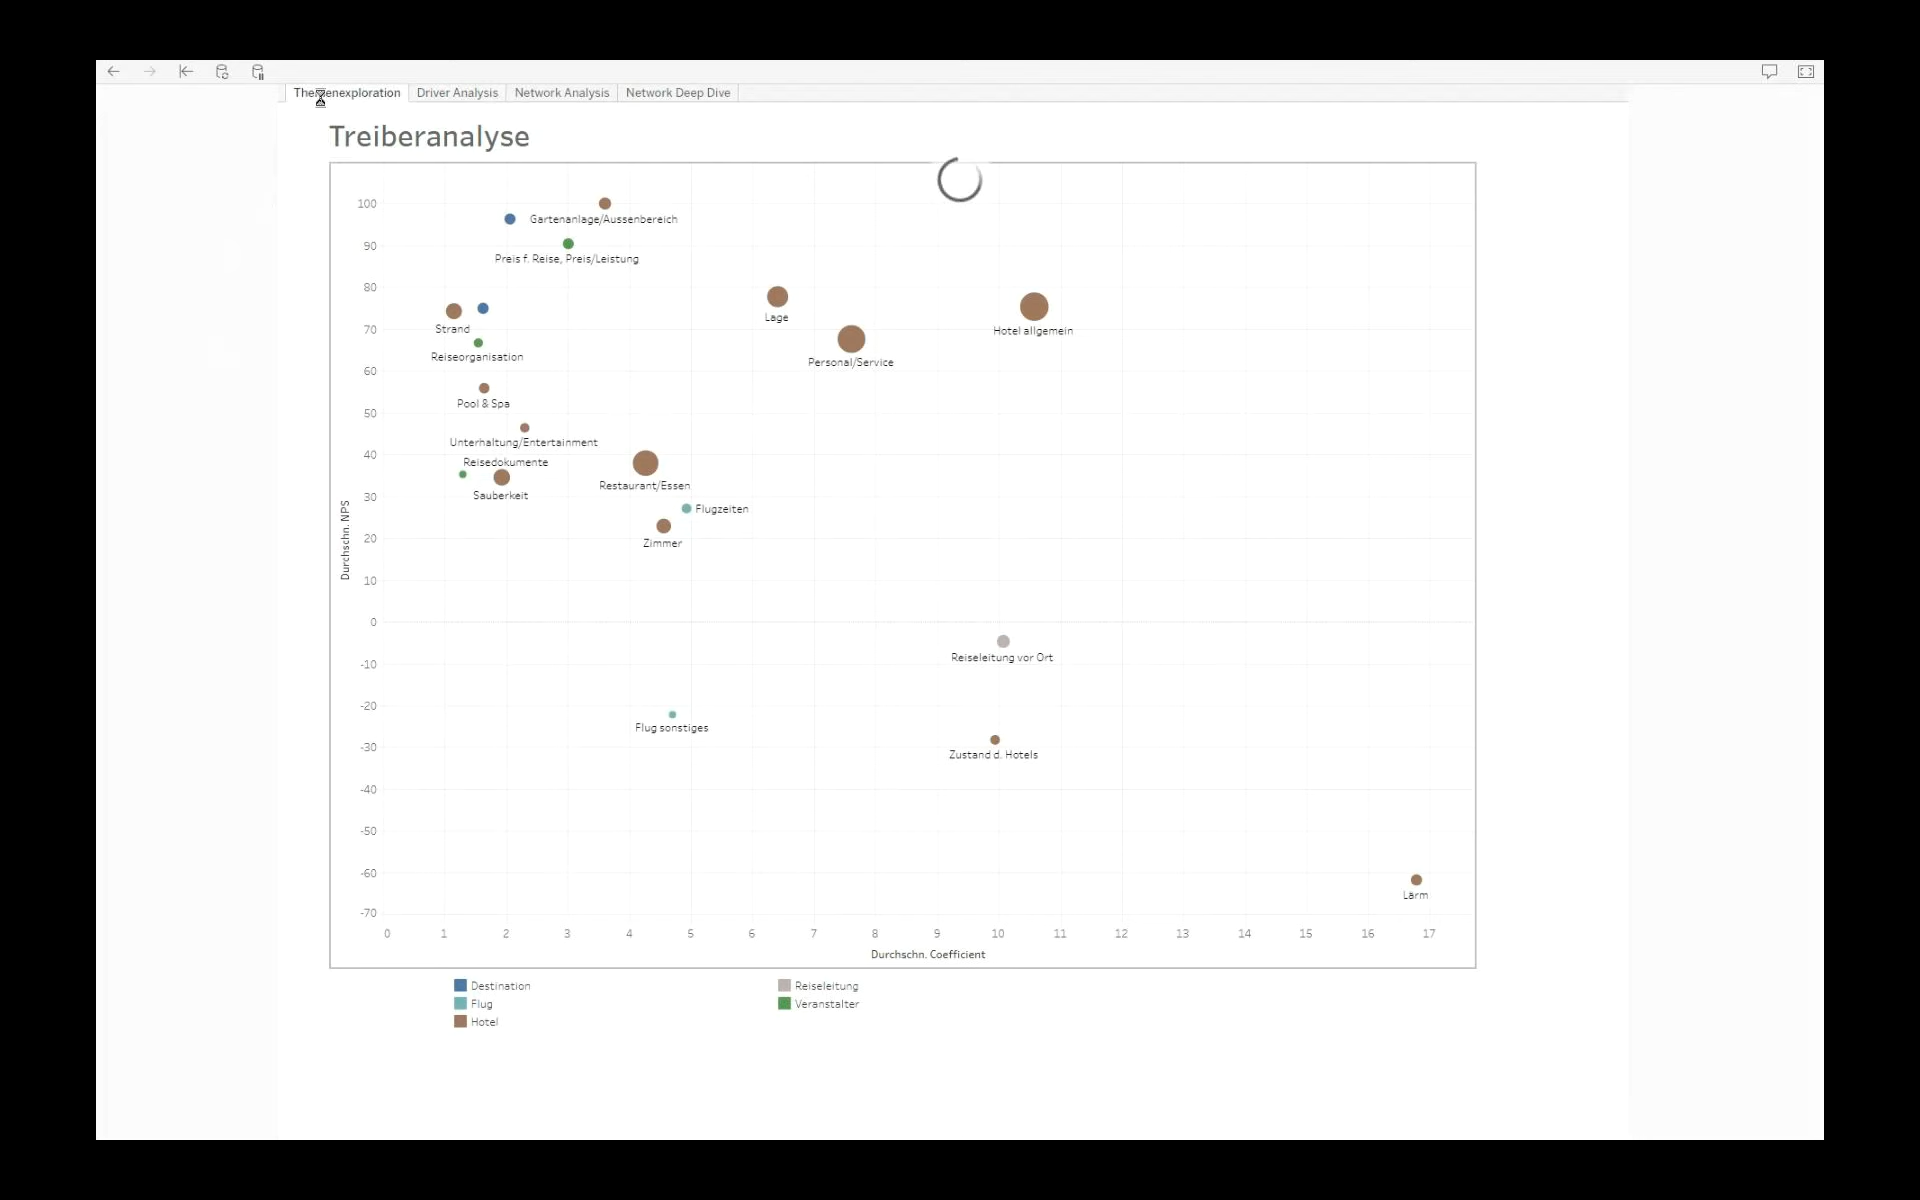 Themenexploration Driver Analysis Network Analysis Network Deep Dive
Treiberanalyse
100
Gartenanlage/Aussenbereich
90
Preis f. Reise, Preis/Leistung
80
Lage
Strand
70
Hotel allgemein
Reiseorganisation
Personal/Service
60
Pool & Spa
50
Unterhaltung/Entertainment
40
Reisedokumente
Restaurant/Essen
Sauberkeit
30
Flugzeiten
20
Zimmer
Durchschn. NPS
10
0
Reiseleitung vor Ort
-10
-20
Flug sonstiges
-30
Zustand d. Hotels
-40
-50
-60
Lärm
-70
0 1 2 3 4 5 6 7 8 9 10 11 12 13 14 15 16 17
Durchschn. Coefficient
Destination
Flug
Hotel
Reiseleitung
Veranstalter